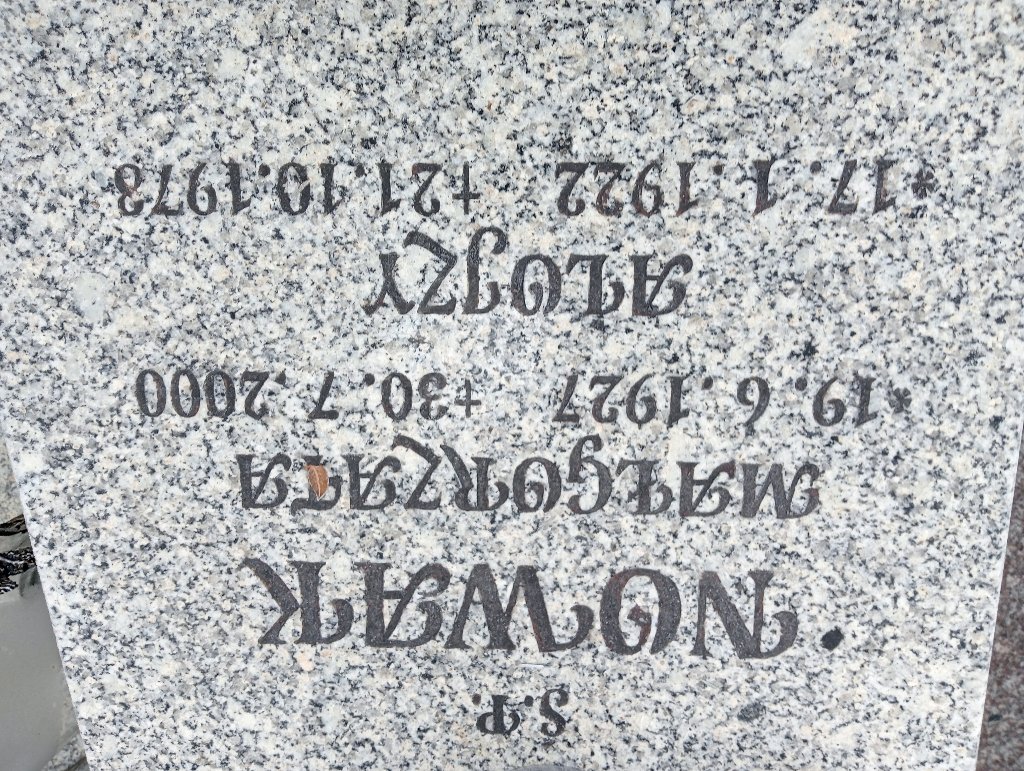 S.P.
NOWAK
MAŁGORZATA
*19. 6. 1927 +30. 7. 2000
ALOJZY
*17. 1. 1922 +21.10.1978